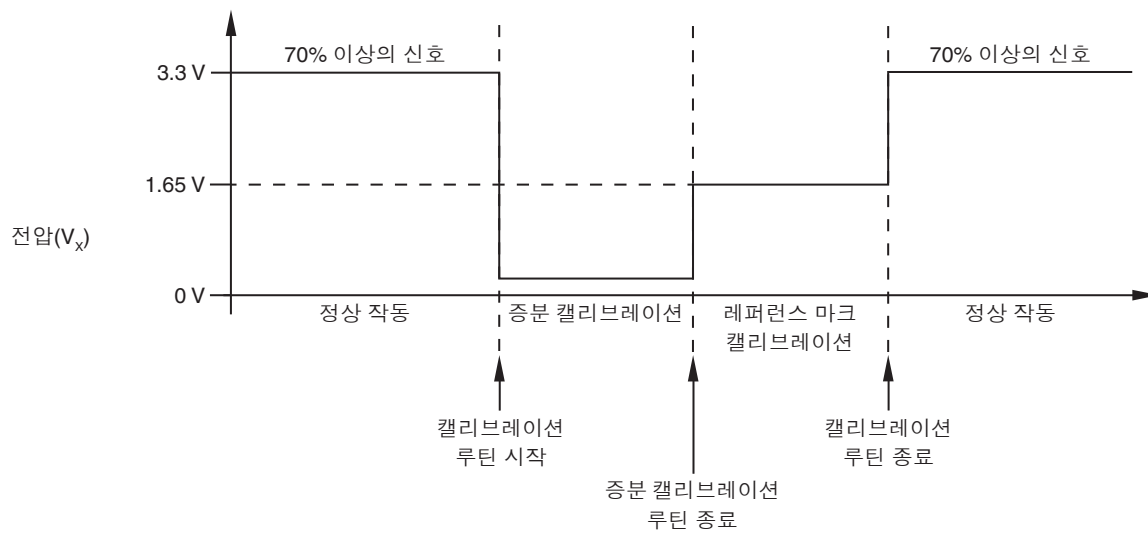 70% 이상의 신호
70% 이상의 신호
3.3 V
1.65 V
전압(Vx)
0 V
정상 작동
증분 캘리브레이션
레퍼런스 마크
캘리브레이션
정상 작동
캘리브레이션
루틴 시작
캘리브레이션
루틴 종료
증분 캘리브레이션
루틴 종료